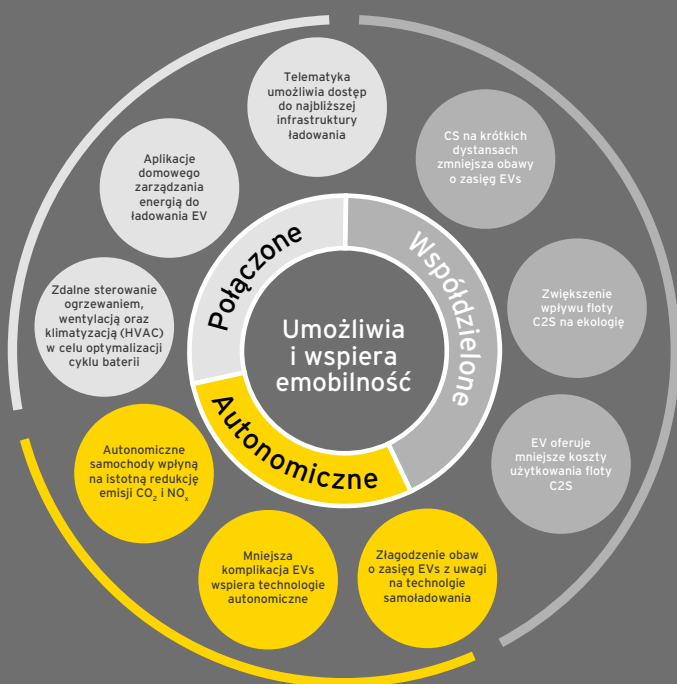 Telematyka
umożliwia dostęp
do najbliższej
infrastruktury
ładowania
CS na krótkich
dystansach
zmniejsza obawy
o zasięg EVs
Aplikacje
domowego
zarządzania
energią do
ładowania EV
Zwiększenie
wpływu floty
C2S na ekologię
Zdalne sterowanie
ogrzewaniem,
wentylacją oraz
klimatyzacją (HVAC)
w celu optymalizacji
cyklu baterii
EV oferuje
mniejsze koszty
użytkowania floty
C2S
Autonomiczne
samochody wpłyną
na istotną redukcję
emisji CO₂ i NOₓ
Mniejsza
komplikacja EVs
wspiera technologie
autonomiczne
Złagodzenie obaw
o zasięg EVs z uwagi
na technolgie
samoładowania
Połączone
Współdzielone
Autonomiczne
Umożliwia
i wspiera
emobilność